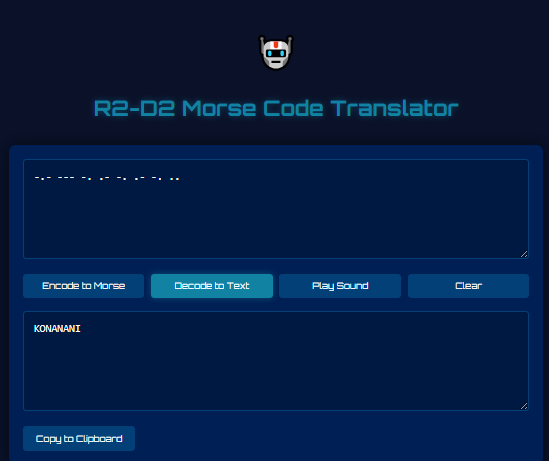 R2-D2 Morse Code Translator
-.- --- -. .- -. .- -. ..
Encode to Morse Decode to Text Play Sound Clear
KONANANI
Copy to Clipboard